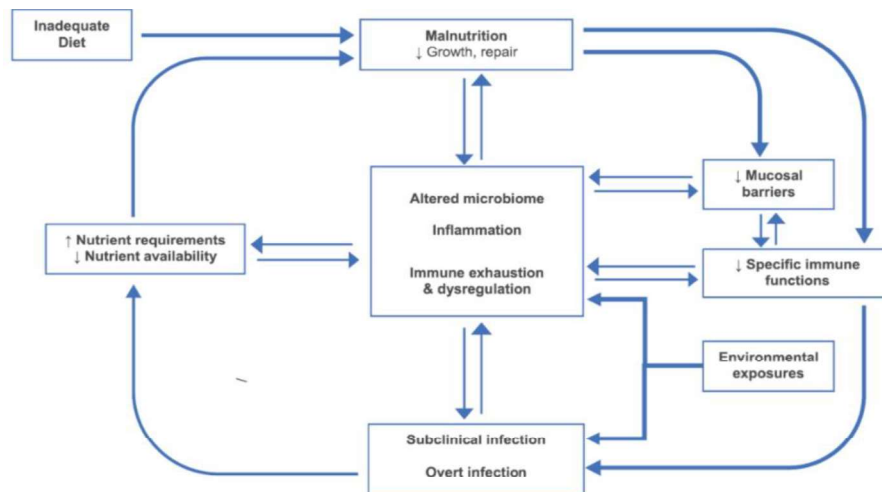 Inadequate
Diet
Malnutrition
↓ Growth, repair
↓ Mucosal
barriers
Altered microbiome
Inflammation
Immune exhaustion
& dysregulation
↑ Nutrient requirements
↓ Nutrient availability
↓ Specific immune
functions
Environmental
exposures
Subclinical infection
Overt infection